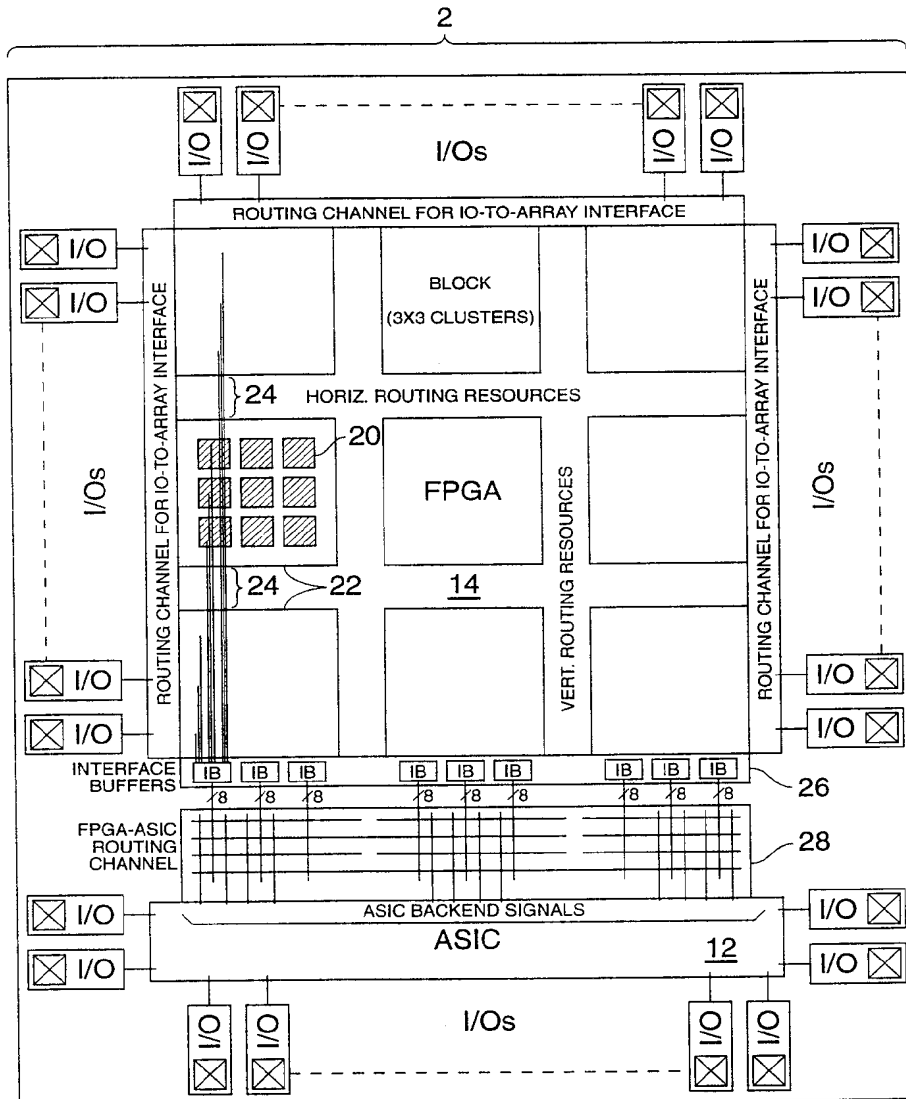 2
I/O I/O I/O I/O
I/Os
ROUTING CHANNEL FOR IO-TO-ARRAY INTERFACE
I/O
I/O
I/Os
I/O
I/O
ROUTING CHANNEL FOR IO-TO-ARRAY INTERFACE
BLOCK
(3X3 CLUSTERS)
24
HORIZ. ROUTING RESOURCES
20
FPGA
24
22
14
VERT. ROUTING RESOURCES
ROUTING CHANNEL FOR IO-TO-ARRAY INTERFACE
I/O
I/O
I/Os
I/O
I/O
INTERFACE
BUFFERS
IB IB IB IB IB IB IB IB IB
26
8 8 8 8 8 8 8 8 8
FPGA-ASIC
ROUTING
CHANNEL
28
I/O
I/O
ASIC BACKEND SIGNALS
ASIC
12
I/O
I/O
I/O I/O I/O I/O
I/Os